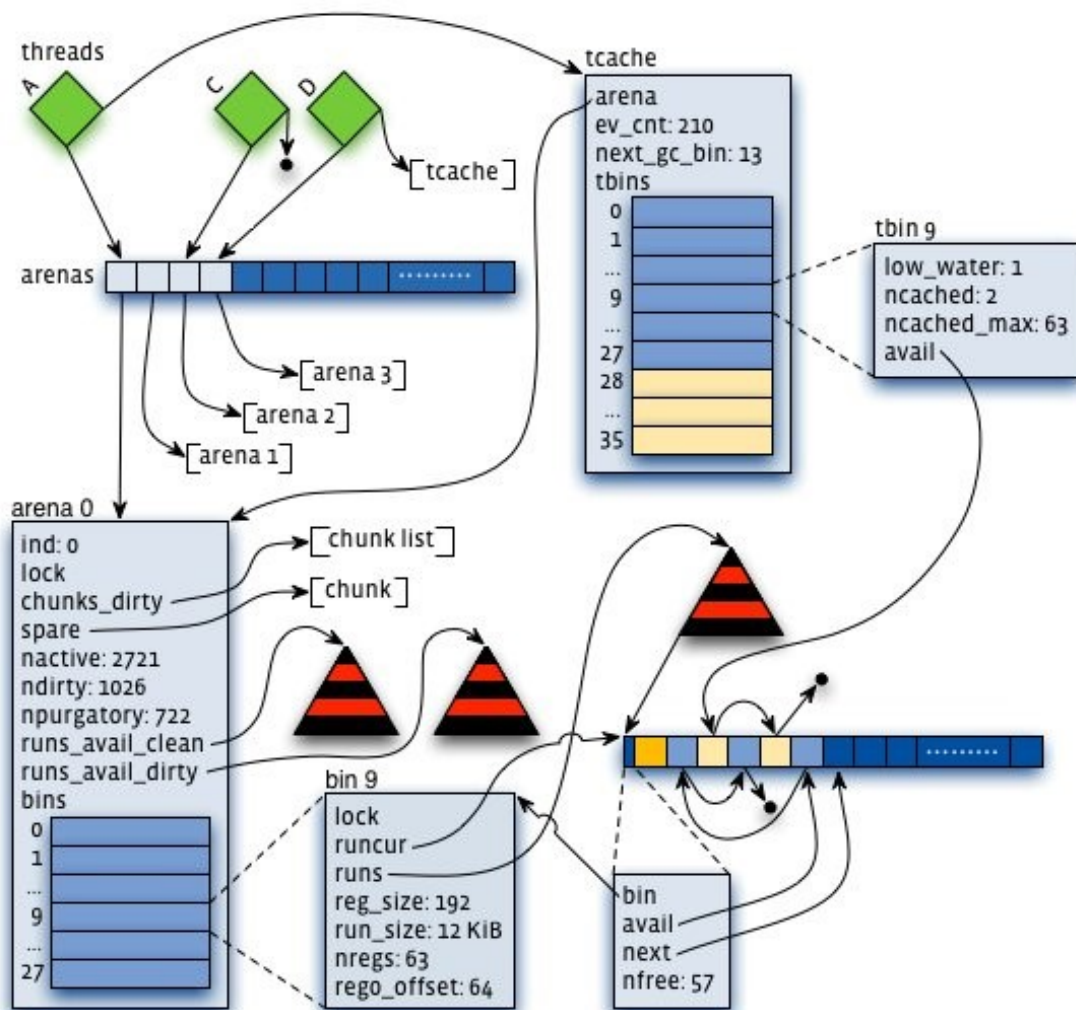 threads
A
C
D
[tcache]
arenas
.........
[arena 3]
[arena 2]
[arena 1]
tcache
arena
ev_cnt: 210
next_gc_bin: 13
tbins
0
1
...
9
...
27
28
...
35
tbin 9
low_water: 1
ncached: 2
ncached_max: 63
avail
arena 0
ind: 0
lock
chunks_dirty
spare
nactive: 2721
ndirty: 1026
npurgatory: 722
runs_avail_clean
runs_avail_dirty
bins
0
1
...
9
...
27
[chunk list]
[chunk]
bin 9
lock
runcur
runs
reg_size: 192
run_size: 12 KiB
nregs: 63
reg0_offset: 64
.........
bin
avail
next
nfree: 57